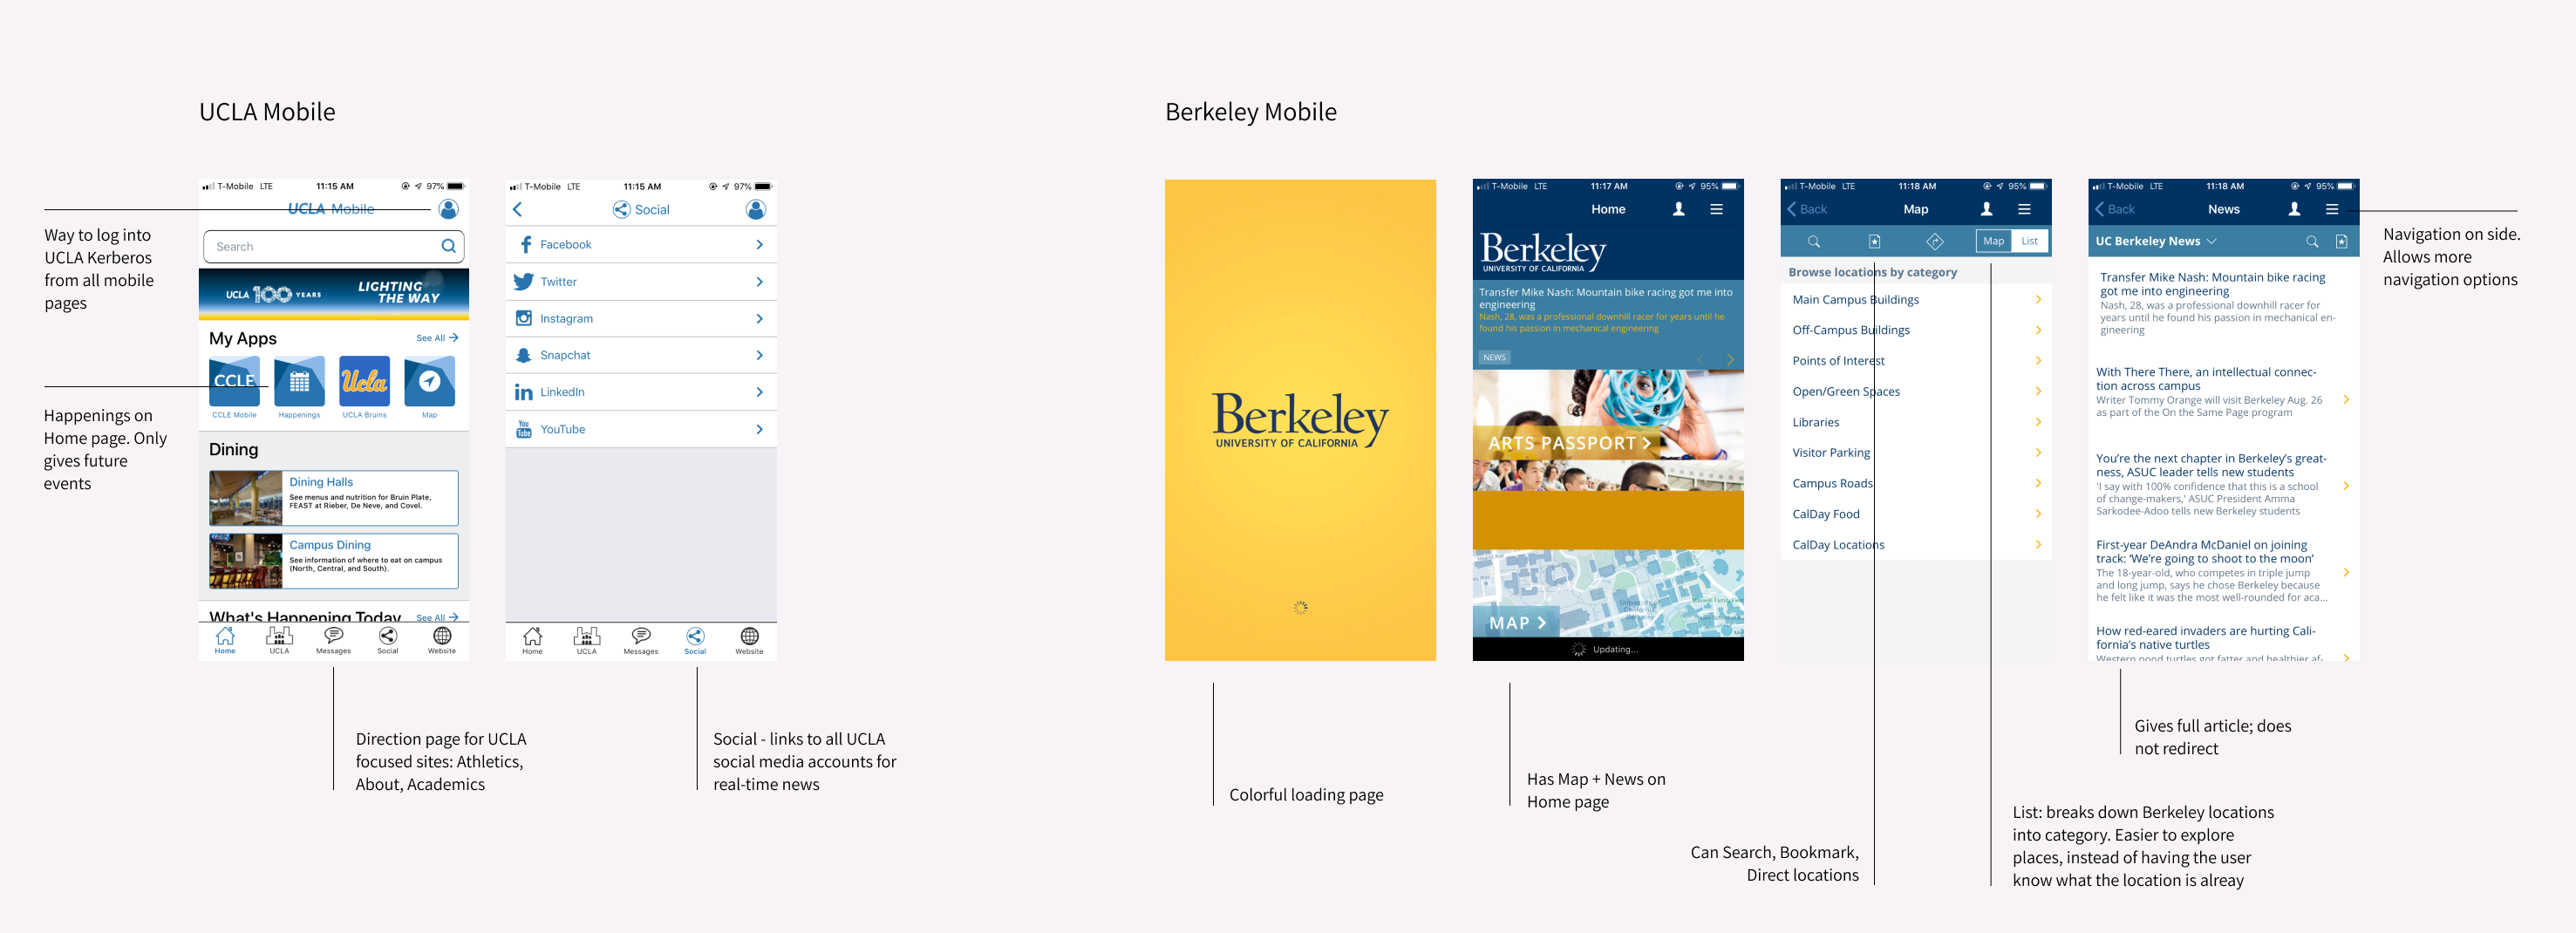 UCLA Mobile
T-Mobile LTE 11:15 AM 97%
UCLA Mobile
Search
UCLA 100 YEARS
LIGHTING
THE WAY
My Apps See All
CCLE
Ucla
CCLE Mobile Happenings UCLA Bruins Map
Dining
Dining Halls
See menus and nutrition for Bruin Plate,
FEAST at Rieber, De Neve, and Covel.
Campus Dining
See information of where to eat on campus
(North, Central, and South).
What's Happening Today See All
Home UCLA Messages Social Website
Way to log into
UCLA Kerberos
from all mobile
pages
Happenings on
Home page. Only
gives future
events
Direction page for UCLA
focused sites: Athletics,
About, Academics
T-Mobile LTE 11:15 AM 97%
Social
Facebook
Twitter
Instagram
Snapchat
LinkedIn
You
Tube
YouTube
Home UCLA Messages Social Website
Social - links to all UCLA
social media accounts for
real-time news
Berkeley Mobile
Berkeley
UNIVERSITY OF CALIFORNIA
Colorful loading page
T-Mobile LTE 11:17 AM 95%
Home
Berkeley
UNIVERSITY OF CALIFORNIA
Transfer Mike Nash: Mountain bike racing got me into
engineering
Nash, 28, was a professional downhill racer for years until he
found his passion in mechanical engineering
NEWS
ARTS PASSPORT
MAP
Updating...
Has Map + News on
Home page
T-Mobile LTE 11:18 AM 95%
Back Map
Map List
Browse locations by category
Main Campus Buildings
Off-Campus Buildings
Points of Interest
Open/Green Spaces
Libraries
Visitor Parking
Campus Roads
CalDay Food
CalDay Locations
Can Search, Bookmark,
Direct locations
List: breaks down Berkeley locations
into category. Easier to explore
places, instead of having the user
know what the location is alreay
T-Mobile LTE 11:18 AM 95%
Back News
UC Berkeley News
Transfer Mike Nash: Mountain bike racing
got me into engineering
Nash, 28, was a professional downhill racer for
years until he found his passion in mechanical en-
gineering
With There There, an intellectual connec-
tion across campus
Writer Tommy Orange will visit Berkeley Aug. 26
as part of the On the Same Page program
You're the next chapter in Berkeley's great-
ness, ASUC leader tells new students
'I say with 100% confidence that this is a school
of change-makers,' ASUC President Amma
Sarkodee-Adoo tells new Berkeley students
First-year DeAndra McDaniel on joining
track: 'We're going to shoot to the moon'
The 18-year-old, who competes in triple jump
and long jump, says he chose Berkeley because
he felt like it was the most well-rounded for aca...
How red-eared invaders are hurting Cali-
fornia's native turtles
Western pond turtles got fatter and healthier af-
Navigation on side.
Allows more
navigation options
Gives full article; does
not redirect